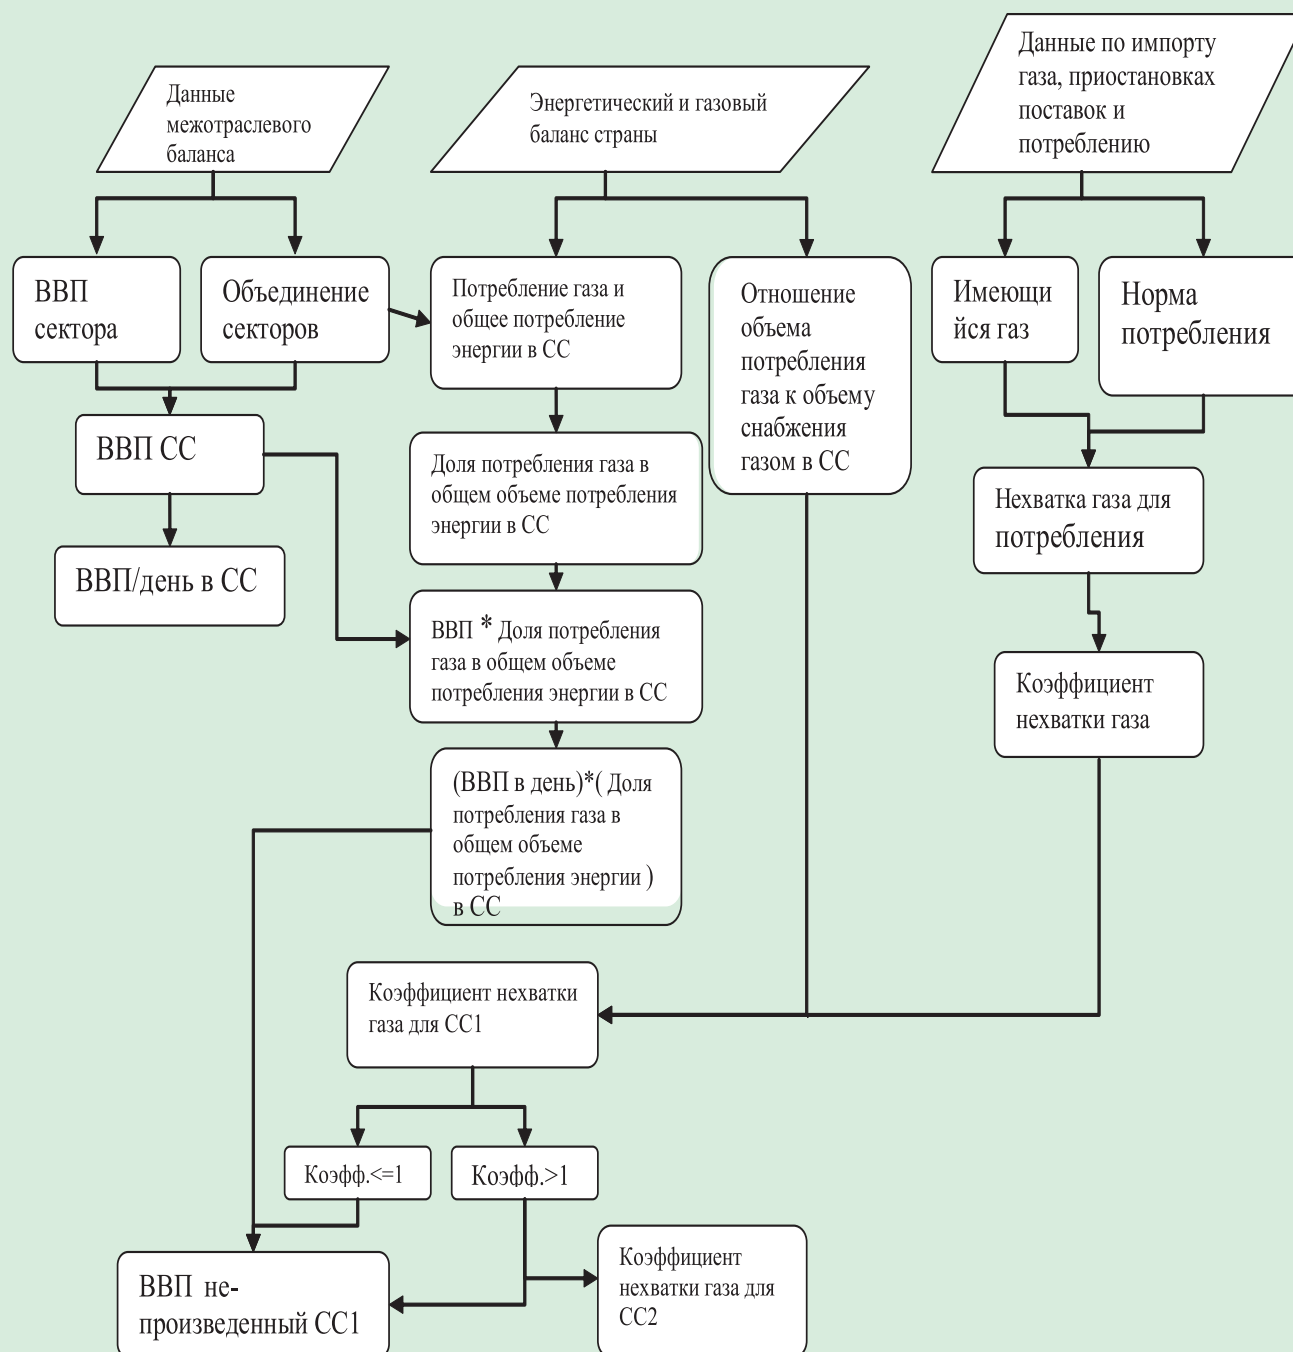 Данные
межотраслевого
баланса
Энергетический и газовый
баланс страны
Данные по импорту
газа, приостановках
поставок и
потреблению
ВВП
сектора
Объединение
секторов
Потребление газа и
общее потребление
энергии в СС
Отношение
объема
потребления
газа к объему
снабжения
газом в СС
Имеющи
йся газ
Норма
потребления
ВВП СС
Доля потребления газа в
общем объеме потребления
энергии в СС
Нехватка газа для
потребления
ВВП/день в СС
ВВП * Доля потребления
газа в общем объеме
потребления энергии в СС
Коэффициент
нехватки газа
(ВВП в день)*( Доля
потребления газа в
общем объеме
потребления энергии )
в СС
Коэффициент нехватки
газа для СС1
Коэфф.<=1
Коэфф.>1
ВВП не-
произведенный СС1
Коэффициент
нехватки газа для
СС2